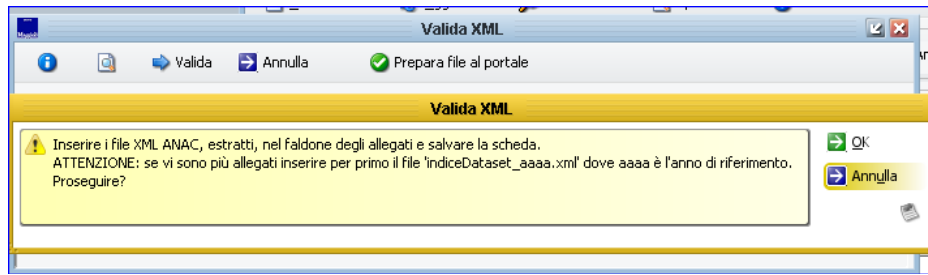 Valida XML
Valida
Annulla
Prepara file al portale
Valida XML
Inserire i file XML ANAC, estratti, nel faldone degli allegati e salvare la scheda.
ATTENZIONE: se vi sono più allegati inserire per primo il file 'indiceDataset_aaaa.xml' dove aaaa è l'anno di riferimento.
Proseguire?
OK
Annulla